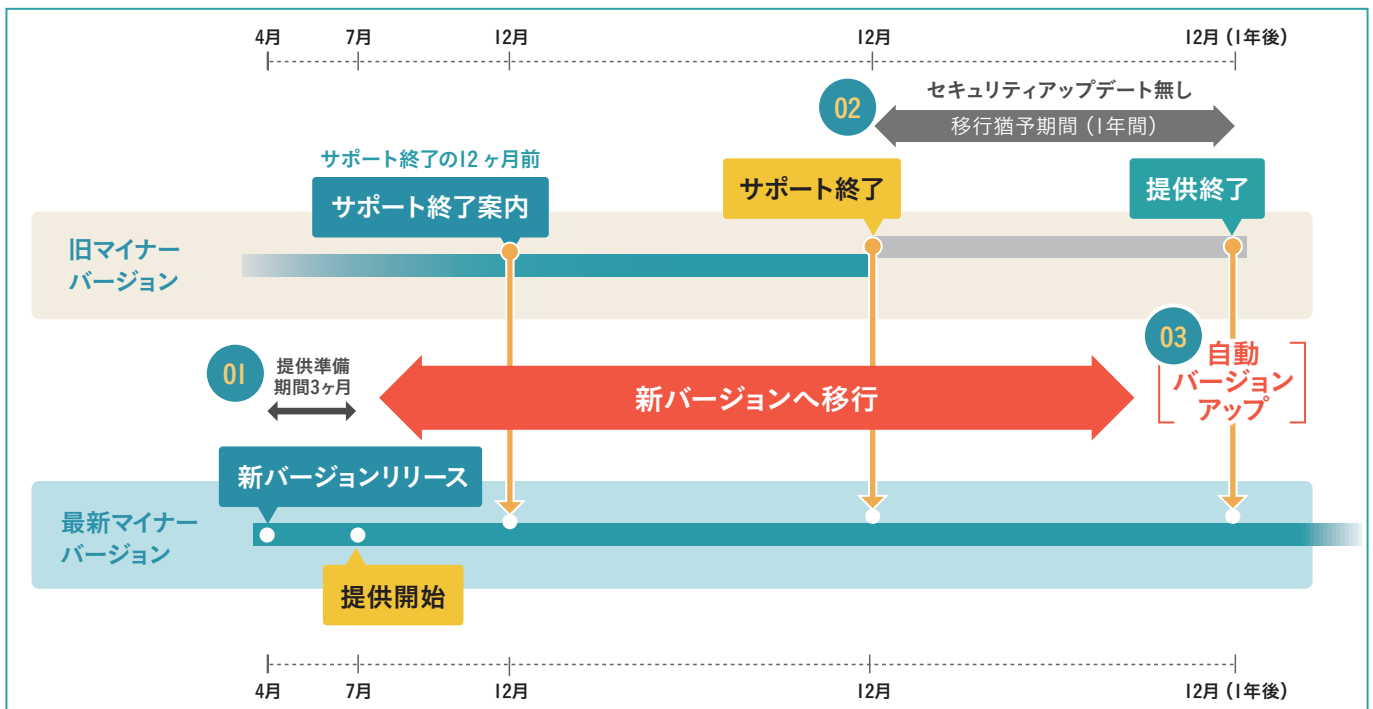 4月 7月 12月 12月 12月(1年後)
セキュリティアップデート無し
02
移行猶予期間(1年間)
サポート終了の12ヶ月前
サポート終了案内
サポート終了
提供終了
旧マイナー
バージョン
01
提供準備
期間3ヶ月
新バージョンへ移行
03
自動
バージョン
アップ
新バージョンリリース
最新マイナー
バージョン
提供開始
4月 7月 12月 12月 12月(1年後)